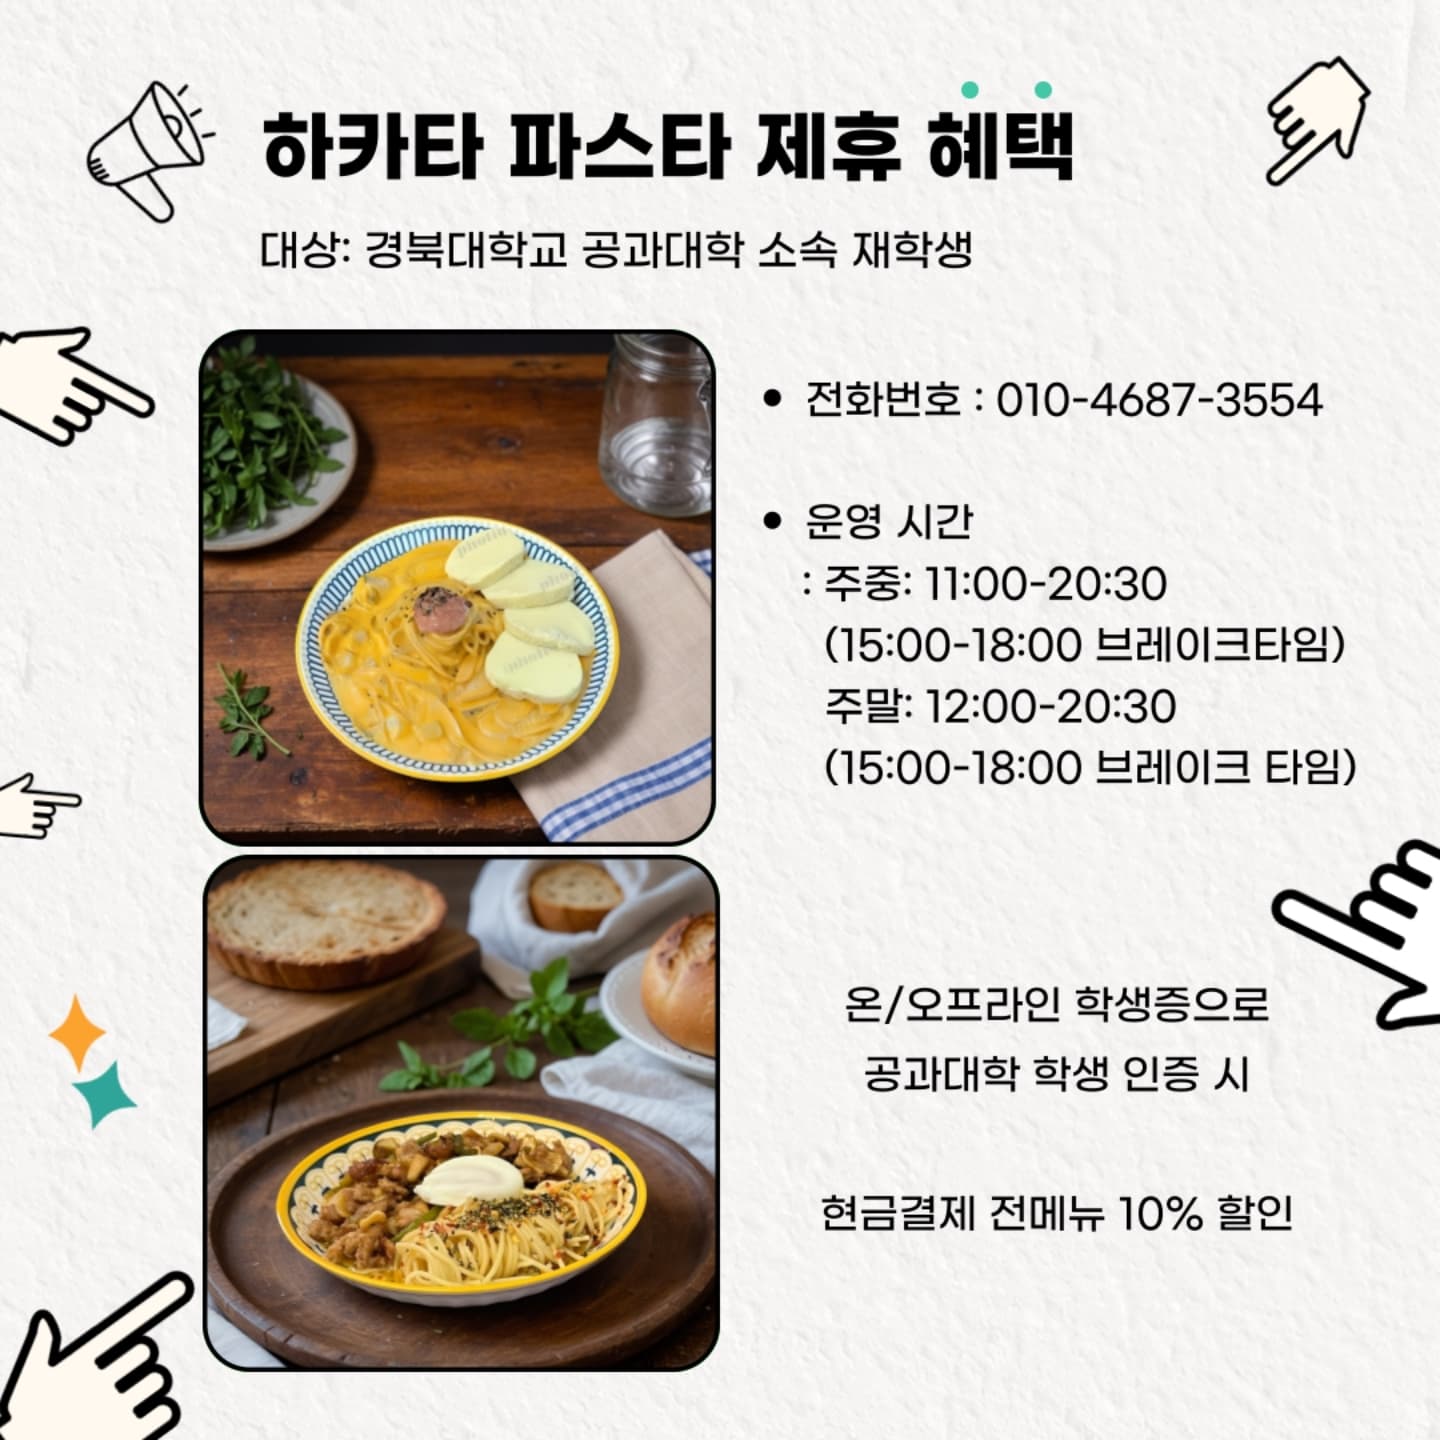 하카타 파스타 제휴 혜택
대상: 경북대학교 공과대학 소속 재학생
• 전화번호 : 010-4687-3554
• 운영 시간
: 주중: 11:00-20:30
(15:00-18:00 브레이크타임)
주말: 12:00-20:30
(15:00-18:00 브레이크 타임)
온/오프라인 학생증으로
공과대학 학생 인증 시
현금결제 전메뉴 10% 할인